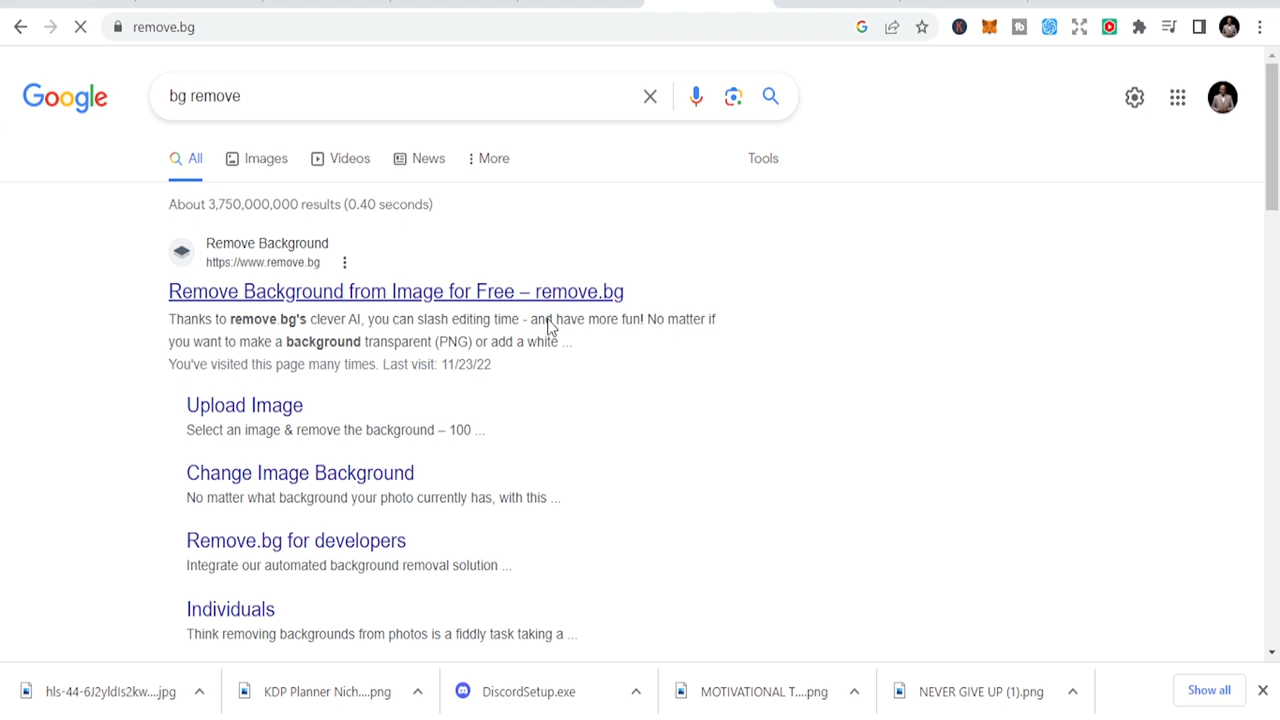 remove.bg
Google
bg remove
All
Images
Videos
News
More
Tools
About 3,750,000,000 results (0.40 seconds)
Remove Background
https://www.remove.bg
Remove Background from Image for Free – remove.bg
Thanks to remove.bg's clever AI, you can slash editing time - and have more fun! No matter if
you want to make a background transparent (PNG) or add a white ...
You've visited this page many times. Last visit: 11/23/22
Upload Image
Select an image & remove the background – 100 ...
Change Image Background
No matter what background your photo currently has, with this ...
Remove.bg for developers
Integrate our automated background removal solution ...
Individuals
Think removing backgrounds from photos is a fiddly task taking a ...
KDP Planner Nich....png
DiscordSetup.exe
MOTIVATIONAL T....png
NEVER GIVE UP (1).png
Show all